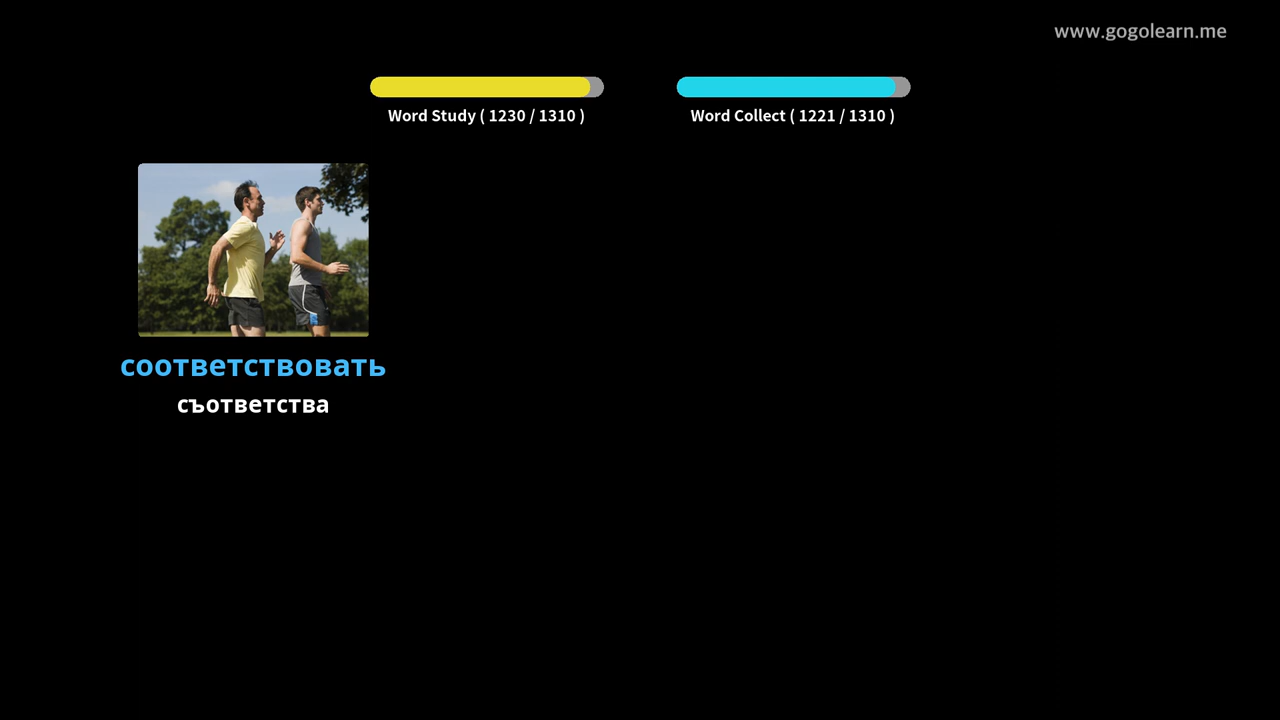 www.gogolearn.me
Word Study ( 1230 / 1310 )
Word Collect ( 1221 / 1310 )
соответствовать
съответства